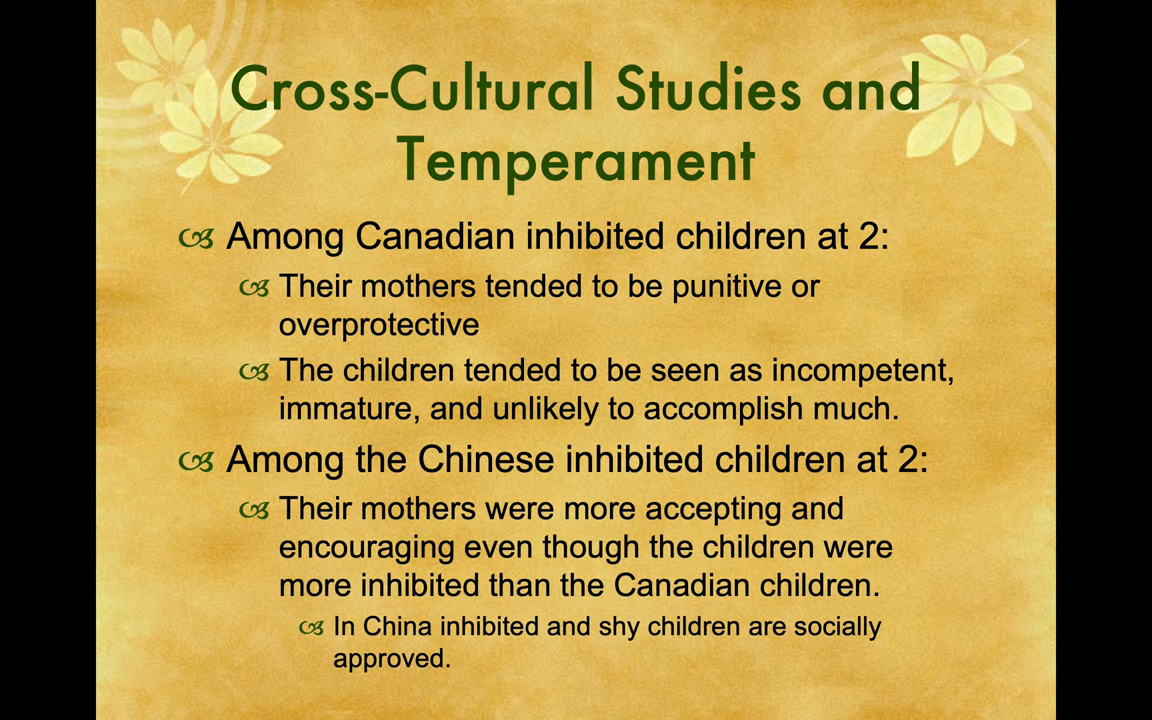 Cross-Cultural Studies and
Temperament
Among Canadian inhibited children at 2:
Their mothers tended to be punitive or
overprotective
The children tended to be seen as incompetent,
immature, and unlikely to accomplish much.
Among the Chinese inhibited children at 2:
Their mothers were more accepting and
encouraging even though the children were
more inhibited than the Canadian children.
In China inhibited and shy children are socially
approved.